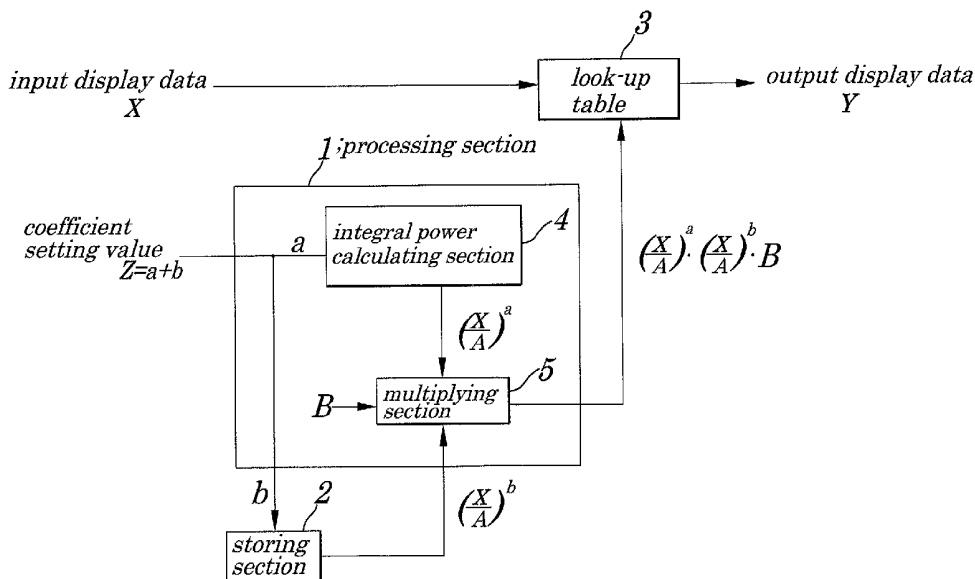 3
input display data
X
look-up
table
output display data
Y
1;processing section
coefficient
setting value
Z=a+b
a
integral power
calculating section
4
(X/A)^a · (X/A)^b · B
(X/A)^a
5
B
multiplying
section
b
2
(X/A)^b
storing
section